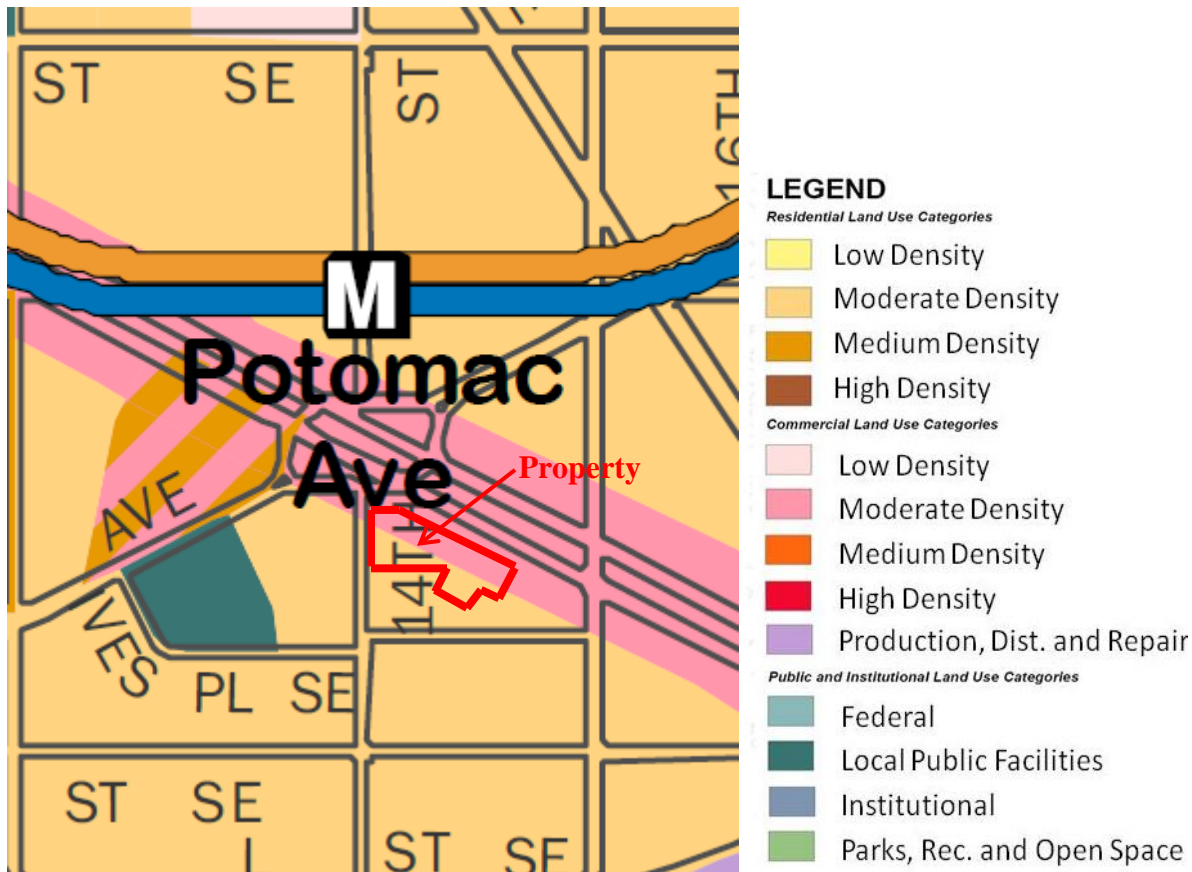 ST SE
ST
16TH
M
Potomac
Ave
Property
AVE
14TH
VES
PL SE
ST SE
ST SE
LEGEND
Residential Land Use Categories
Low Density
Moderate Density
Medium Density
High Density
Commercial Land Use Categories
Low Density
Moderate Density
Medium Density
High Density
Production, Dist. and Repair
Public and Institutional Land Use Categories
Federal
Local Public Facilities
Institutional
Parks, Rec. and Open Space